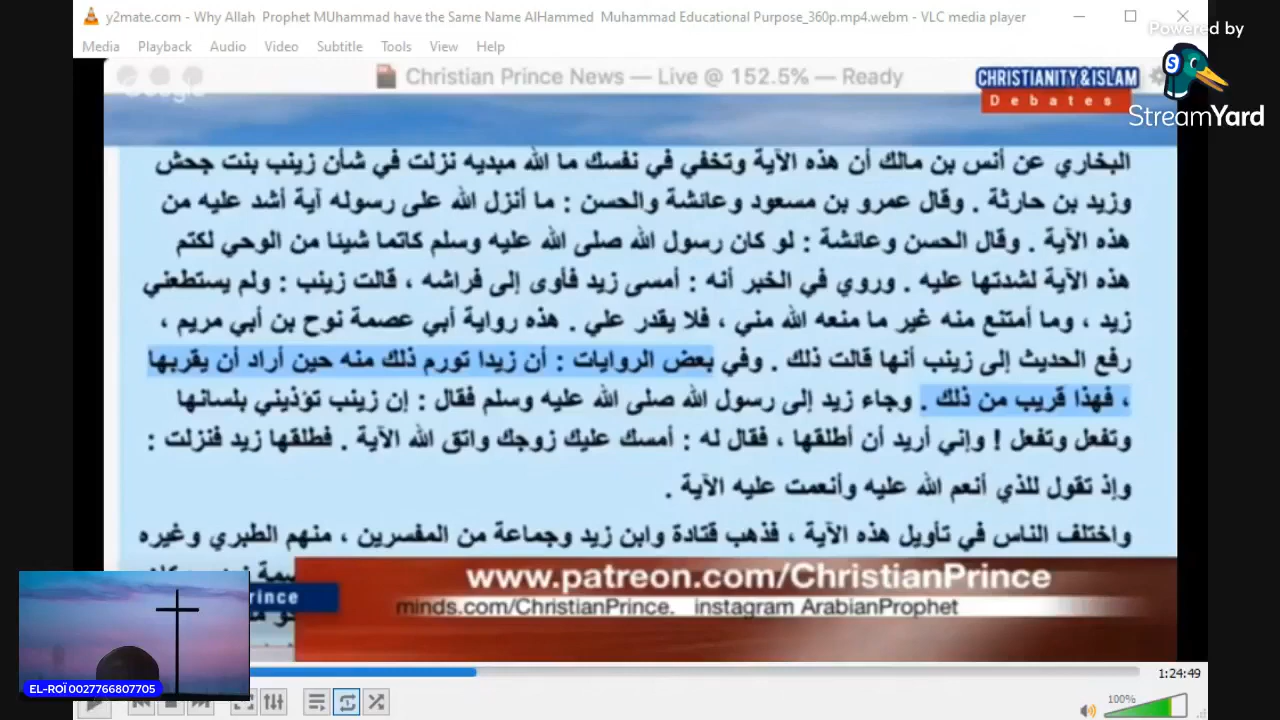 y2mate.com - Why Allah Prophet MUhammad have the Same Name AlHammed Muhammad Educational Purpose_360p.mp4.webm - VLC media player
Powered by
Media Playback Audio Video Subtitle Tools View Help
StreamYard
Christian Prince News — Live @ 152.5% — Ready
CHRISTIANITY & ISLAM
Debates
Google
البخاري عن أنس بن مالك أن هذه الآية وتخفي في نفسك ما الله مبديه نزلت في شأن زينب بنت جحش
وزيد بن حارثة . وقال عمرو بن مسعود وعائشة والحسن : ما أنزل الله على رسوله آية أشد عليه من
هذه الآية . وقال الحسن وعائشة : لو كان رسول الله صلى الله عليه وسلم كاتما شيئا من الوحي لكتم
هذه الآية لشدتها عليه . وروي في الخبر أنه : أمسى زيد فأوى إلى فراشه ، قالت زينب : ولم يستطعني
زيد ، وما أمتنع منه غير ما منعه الله مني ، فلا يقدر علي . هذه رواية أبي عصمة نوح بن أبي مريم ،
رفع الحديث إلى زينب أنها قالت ذلك . وفي بعض الروايات : أن زيدا تورم ذلك منه حين أراد أن يقربها
، فهذا قريب من ذلك . وجاء زيد إلى رسول الله صلى الله عليه وسلم فقال : إن زينب تؤذيني بلسانها
وتفعل وتفعل ! وإني أريد أن أطلقها ، فقال له : أمسك عليك زوجك واتق الله الآية . فطلقها زيد فنزلت :
وإذ تقول للذي أنعم الله عليه وأنعمت عليه الآية .
واختلف الناس في تأويل هذه الآية ، فذهب قتادة وابن زيد وجماعة من المفسرين ، منهم الطبري وغيره
www.patreon.com/ChristianPrince
rince
minds.com/ChristianPrince. instagram ArabianProphet
EL-ROÏ 0027766807705
1:24:49
100%